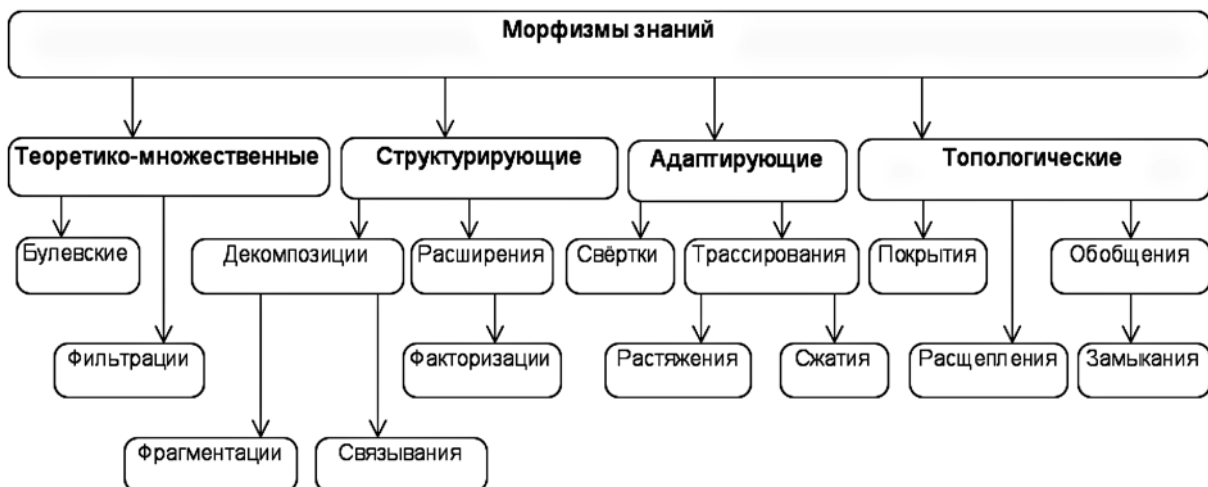 Морфизмы знаний
Теоретико-множественные
Структурирующие
Адаптирующие
Топологические
Булевские
Декомпозиции
Расширения
Свёртки
Трассирования
Покрытия
Обобщения
Фильтрации
Факторизации
Растяжения
Сжатия
Расщепления
Замыкания
Фрагментации
Связывания